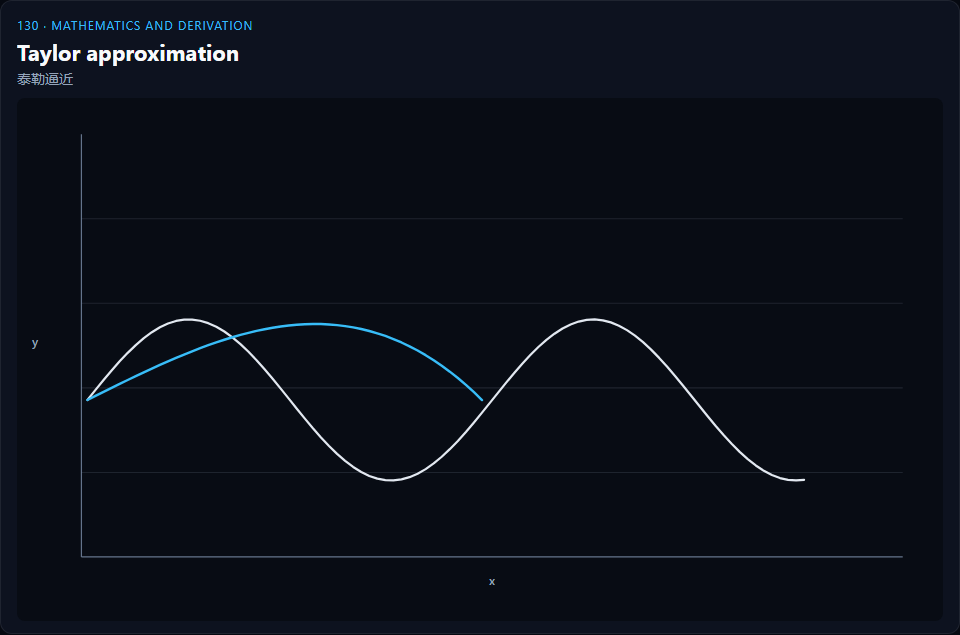 130 · MATHEMATICS AND DERIVATION
Taylor approximation
泰勒逼近
y
x